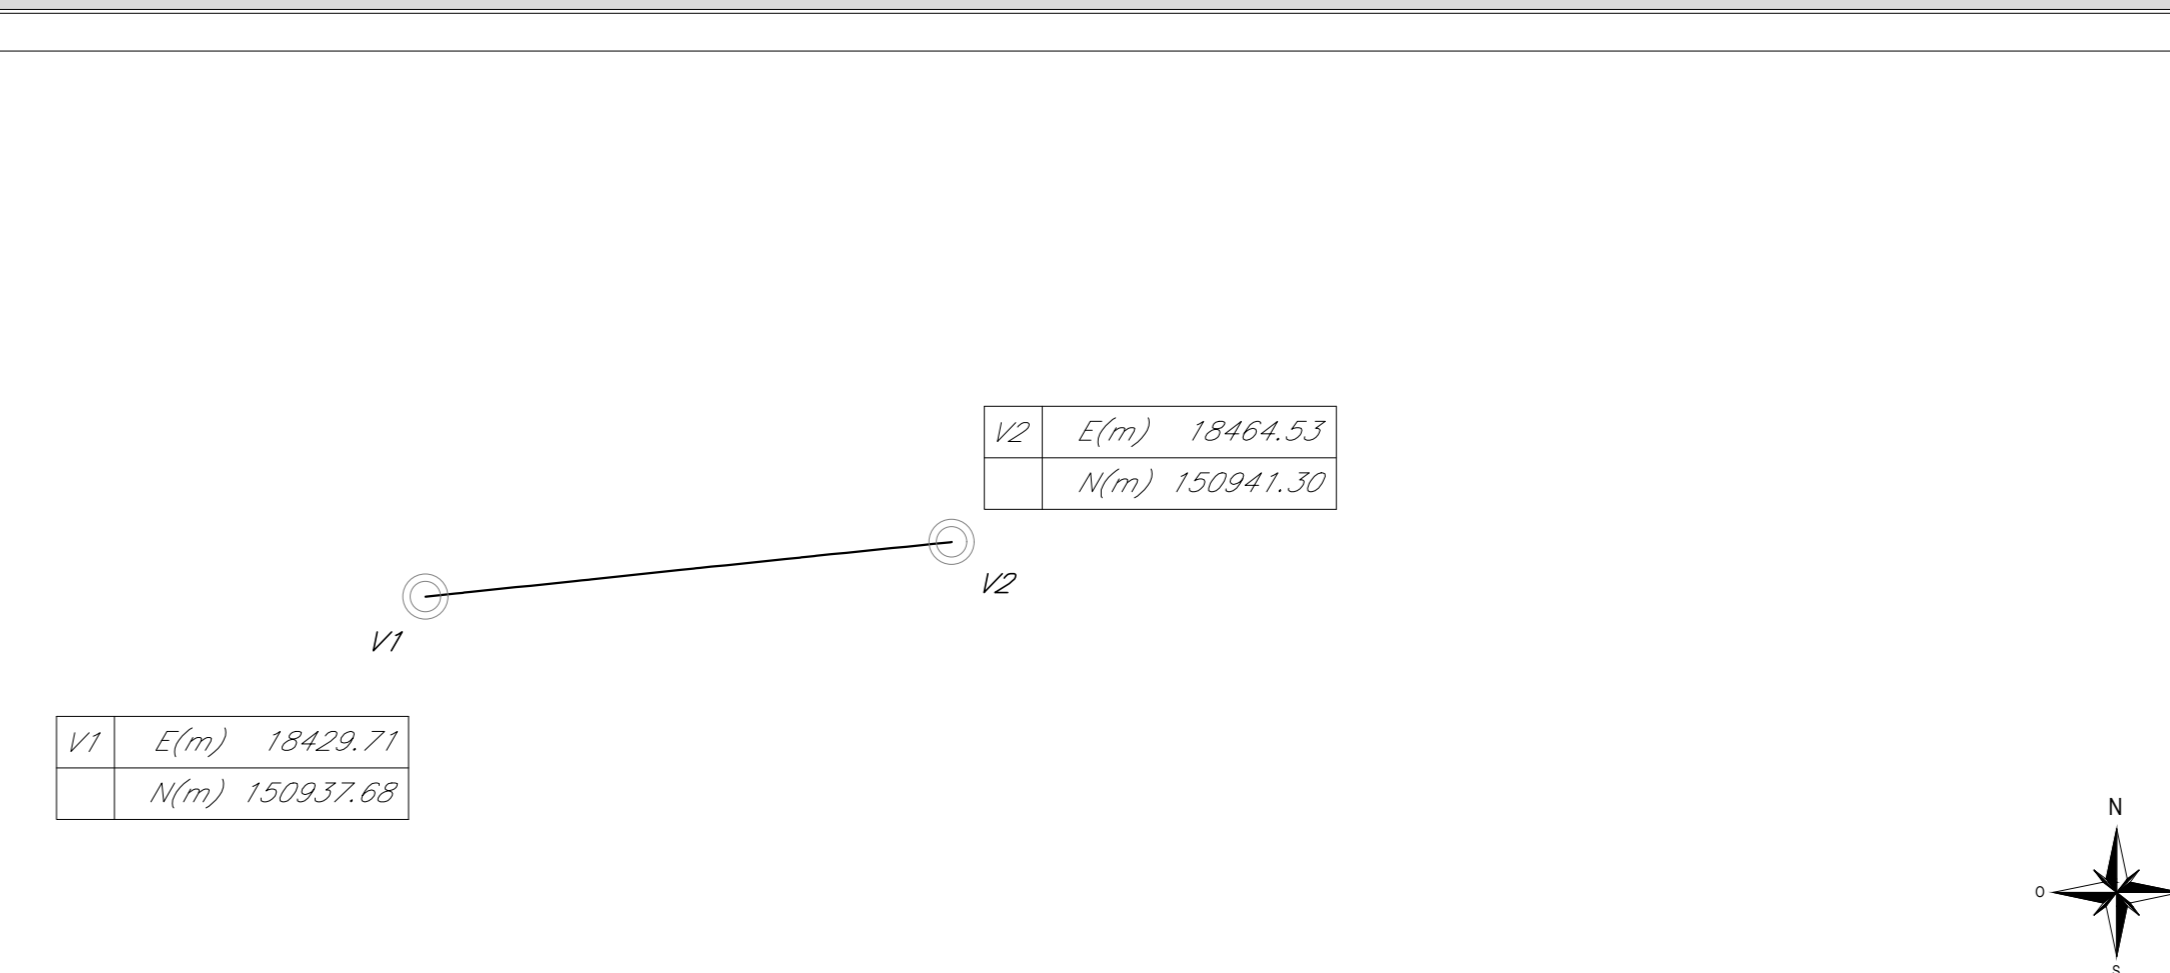 V2 E(m) 18464.53
N(m) 150941.30
V2
V1
V1 E(m) 18429.71
N(m) 150937.68
N
O
S